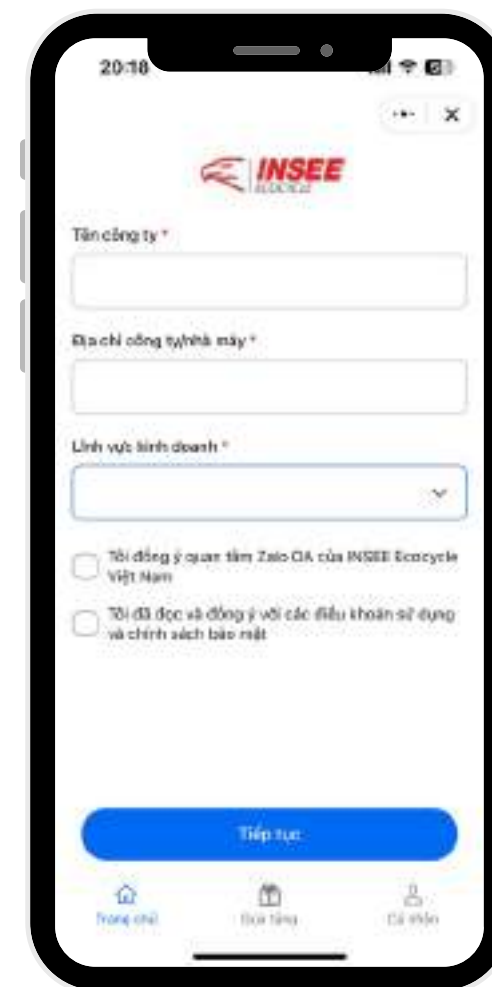 20:18
INSEE
ECOCYCLE
Tên công ty *
Địa chỉ công ty/nhà máy *
Lĩnh vực kinh doanh *
Tôi đồng ý quan tâm Zalo OA của INSEE Ecocycle
Việt Nam
Tôi đã đọc và đồng ý với các điều khoản sử dụng
và chính sách bảo mật
Tiếp tục
Trang chủ
Quà tặng
Cá nhân